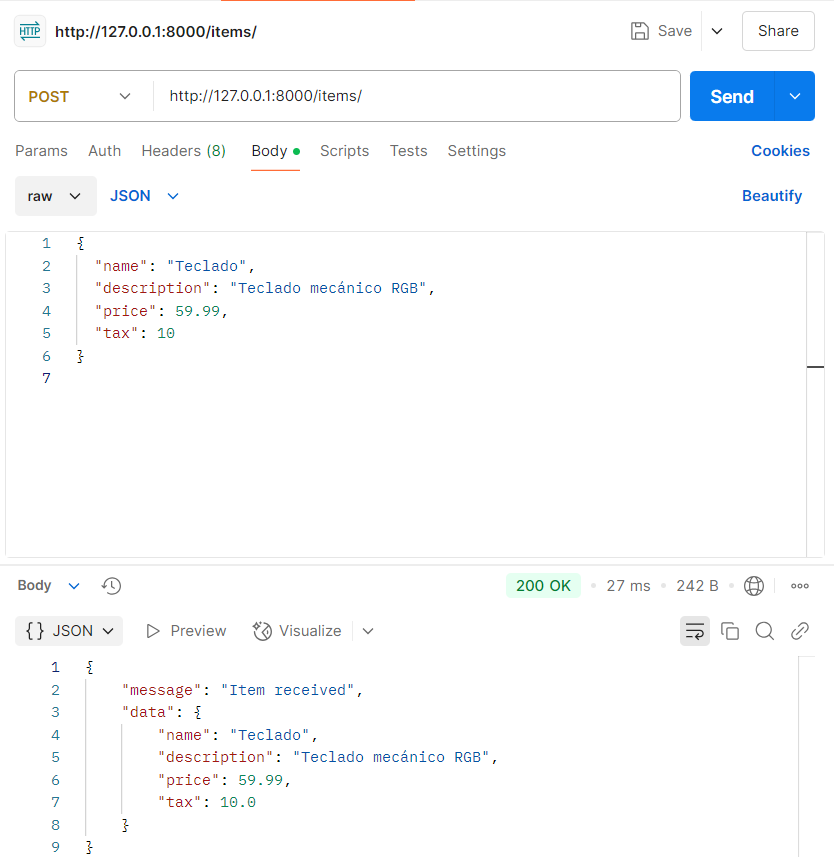 HTTP http://127.0.0.1:8000/items/ Save Share
POST http://127.0.0.1:8000/items/ Send
Params Auth Headers (8) Body Scripts Tests Settings Cookies
raw JSON Beautify
1 {
2 "name": "Teclado",
3 "description": "Teclado mecánico RGB",
4 "price": 59.99,
5 "tax": 10
6 }
7
Body 200 OK 27 ms 242 B
{} JSON Preview Visualize
1 {
2 "message": "Item received",
3 "data": {
4 "name": "Teclado",
5 "description": "Teclado mecánico RGB",
6 "price": 59.99,
7 "tax": 10.0
8 }
9 }